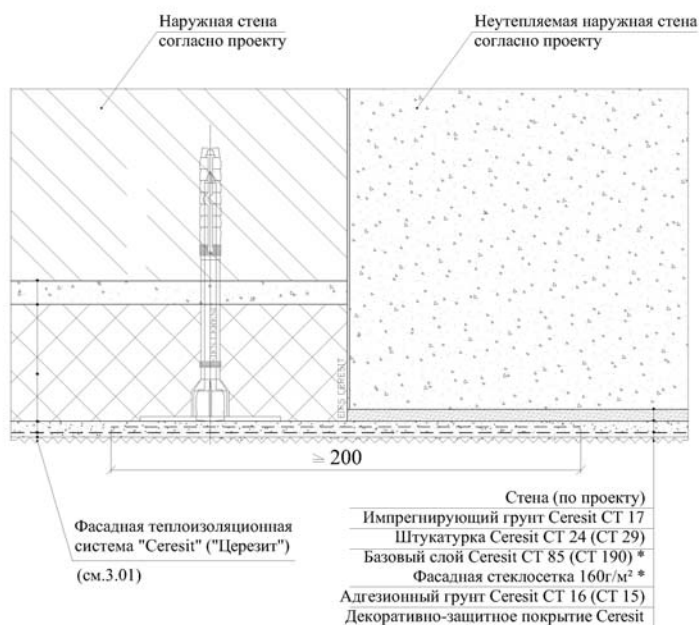 Наружная стена
согласно проекту
Неутепляемая наружная стена
согласно проекту
EIFS CERESIT
≥ 200
Фасадная теплоизоляционная
система "Ceresit" ("Церезит")
(см.3.01)
Стена (по проекту)
Импрегнирующий грунт Ceresit CT 17
Штукатурка Ceresit CT 24 (CT 29)
Базовый слой Ceresit CT 85 (CT 190) *
Фасадная стеклосетка 160г/м² *
Адгезионный грунт Ceresit CT 16 (CT 15)
Декоративно-защитное покрытие Ceresit